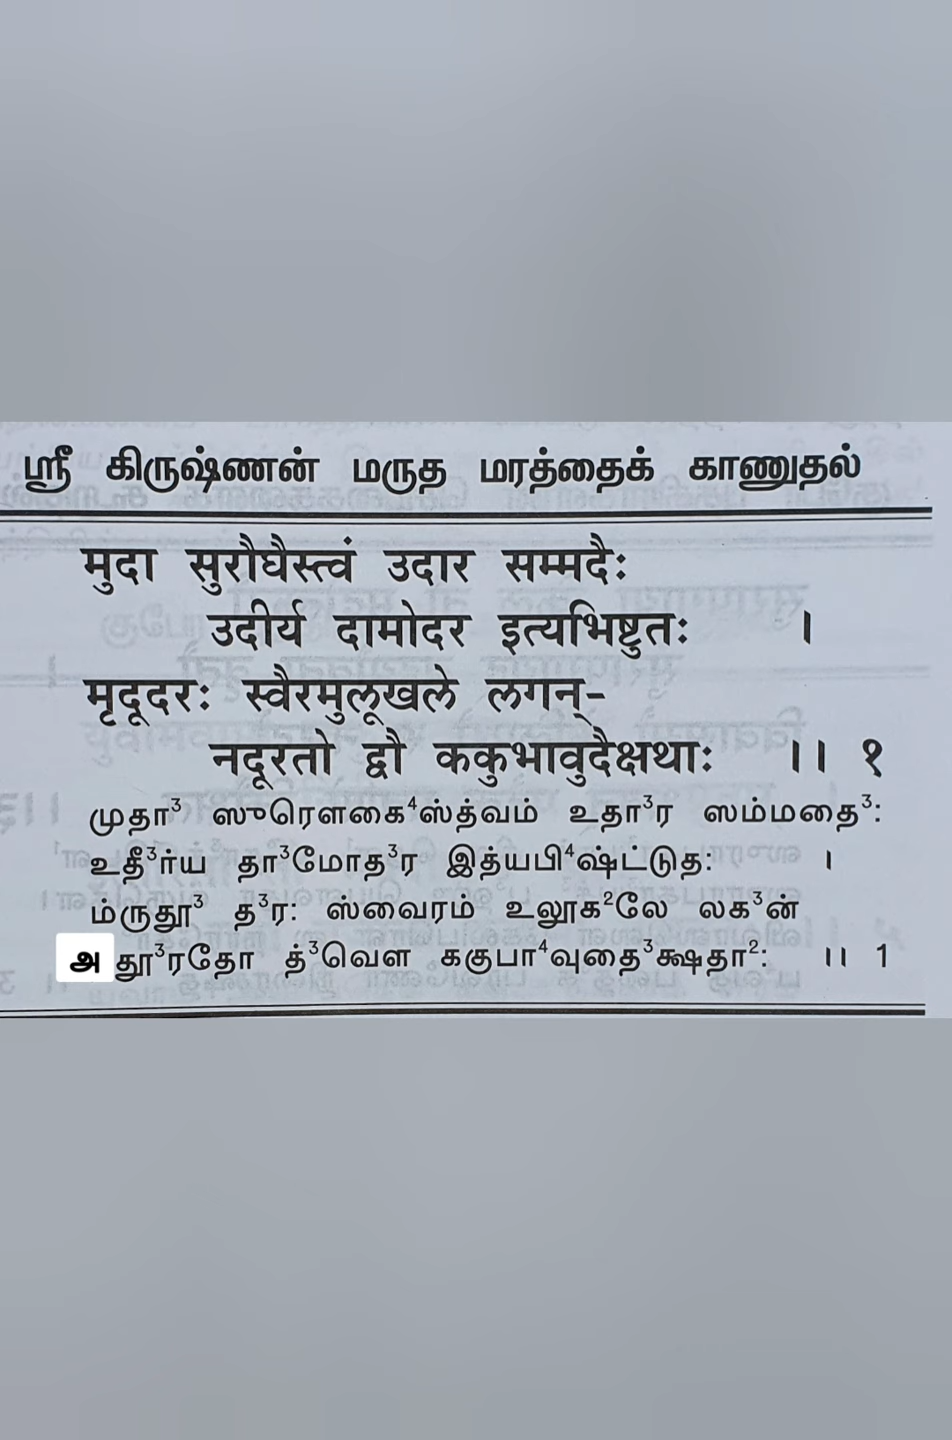 ஸ்ரீ கிருஷ்ணன் மருத மரத்தைக் காணுதல்
मुदा सुरौघैस्त्वं उदार सम्मदैः
उदीर्य दामोदर इत्यभिष्टुतः ।
मृदूदरः स्वैरमुलूखले लगन्-
नदूरतो द्वौ ककुभावुदैक्षथाः ।। १
முதா³ ஸுரௌகை⁴ஸ்த்வம் உதா³ர ஸம்மதை³:
உதீ³ர்ய தா³மோத³ர இத்யபி⁴ஷ்ட்டுத: ।
ம்ருதூ³ த³ர: ஸ்வைரம் உலூக²லே லக³ன்
அ தூ³ரதோ த்³வௌ ககுபா⁴வுதை³க்ஷதா²: ।। 1